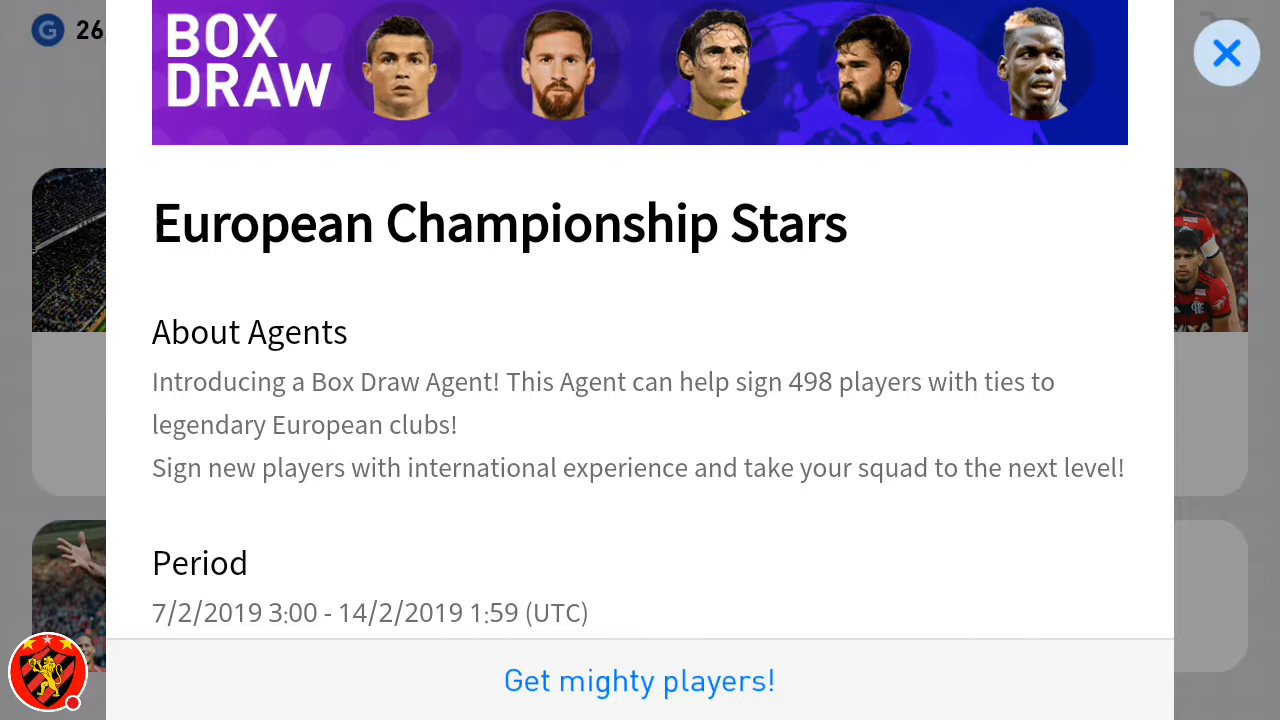 26
BOX
DRAW
European Championship Stars
About Agents
Introducing a Box Draw Agent! This Agent can help sign 498 players with ties to
legendary European clubs!
Sign new players with international experience and take your squad to the next level!
Period
7/2/2019 3:00 - 14/2/2019 1:59 (UTC)
Get mighty players!